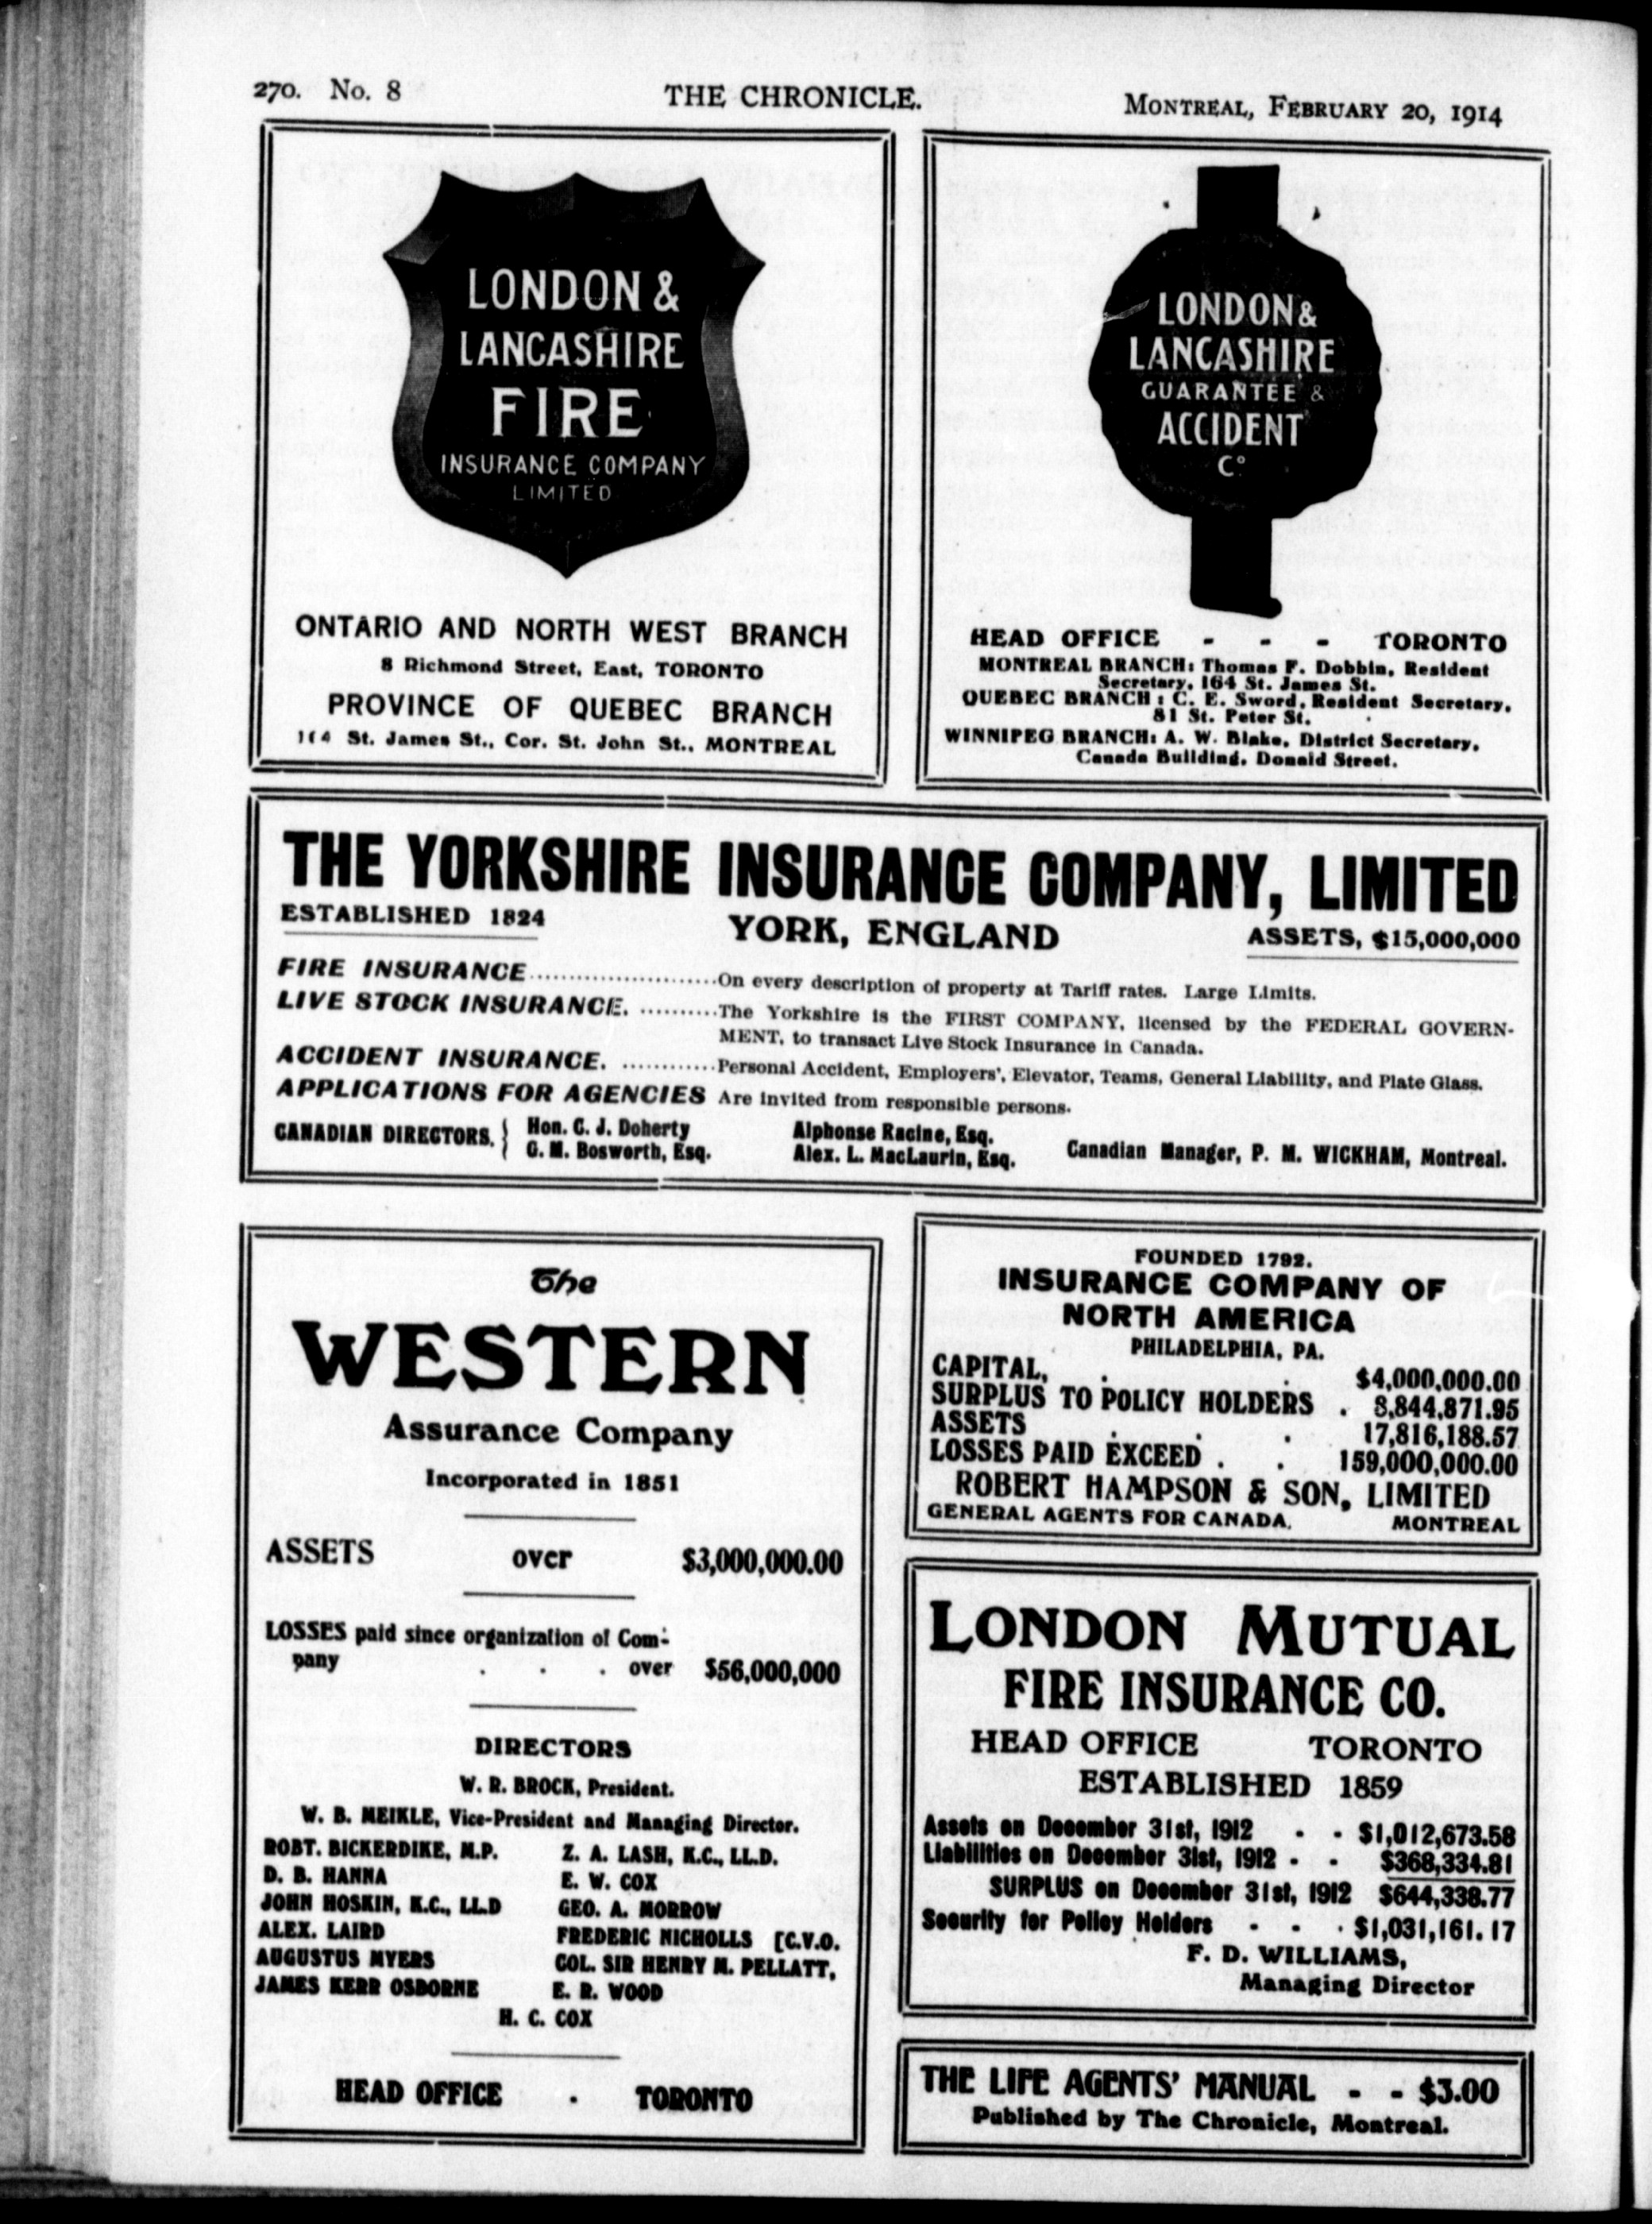 270. No. 8
THE CHRONICLE.
MONTREAL, FEBRUARY 20, 1914
LONDON &
LANCASHIRE
FIRE
INSURANCE COMPANY
LIMITED
ONTARIO AND NORTH WEST BRANCH
8 Richmond Street, East, TORONTO
PROVINCE OF QUEBEC BRANCH
164 St. James St., Cor. St. John St., MONTREAL
LONDON &
LANCASHIRE
GUARANTEE &
ACCIDENT
Co
HEAD OFFICE - - - TORONTO
MONTREAL BRANCH: Thomas F. Dobbin, Resident
Secretary, 164 St. James St.
QUEBEC BRANCH: C. E. Sword, Resident Secretary,
81 St. Peter St.
WINNIPEG BRANCH: A. W. Blake, District Secretary,
Canada Building, Donald Street.
THE YORKSHIRE INSURANCE COMPANY, LIMITED
ESTABLISHED 1824
YORK, ENGLAND
ASSETS, $15,000,000
FIRE INSURANCE.......................On every description of property at Tariff rates. Large Limits.
LIVE STOCK INSURANCE. ..........The Yorkshire is the FIRST COMPANY, licensed by the FEDERAL GOVERN-
MENT, to transact Live Stock Insurance in Canada.
ACCIDENT INSURANCE. ............Personal Accident, Employers', Elevator, Teams, General Liability, and Plate Glass.
APPLICATIONS FOR AGENCIES Are invited from responsible persons.
CANADIAN DIRECTORS. { Hon. C. J. Doherty Alphonse Racine, Esq.
G. M. Bosworth, Esq. Alex. L. MacLaurin, Esq. Canadian Manager, P. M. WICKHAM, Montreal.
The
WESTERN
Assurance Company
Incorporated in 1851
ASSETS over $3,000,000.00
LOSSES paid since organization of Com-
pany . . . over $56,000,000
DIRECTORS
W. R. BROCK, President.
W. B. MEIKLE, Vice-President and Managing Director.
ROBT. BICKERDIKE, M.P. Z. A. LASH, K.C., LL.D.
D. B. HANNA E. W. COX
JOHN HOSKIN, K.C., LL.D GEO. A. MORROW
ALEX. LAIRD FREDERIC NICHOLLS [C.V.O.
AUGUSTUS MYERS COL. SIR HENRY M. PELLATT,
JAMES KERR OSBORNE E. R. WOOD
H. C. COX
HEAD OFFICE - TORONTO
FOUNDED 1792.
INSURANCE COMPANY OF
NORTH AMERICA
PHILADELPHIA, PA.
CAPITAL, . . $4,000,000.00
SURPLUS TO POLICY HOLDERS . 8,844,871.95
ASSETS . . . 17,816,188.57
LOSSES PAID EXCEED . . 159,000,000.00
ROBERT HAMPSON & SON, LIMITED
GENERAL AGENTS FOR CANADA. MONTREAL
LONDON MUTUAL
FIRE INSURANCE CO.
HEAD OFFICE TORONTO
ESTABLISHED 1859
Assets on December 31st, 1912 - - $1,012,673.58
Liabilities on December 31st, 1912 - - $368,334.81
SURPLUS on December 31st, 1912 $644,338.77
Security for Policy Holders - - - $1,031,161.17
F. D. WILLIAMS,
Managing Director
THE LIFE AGENTS' MANUAL - - $3.00
Published by The Chronicle, Montreal.